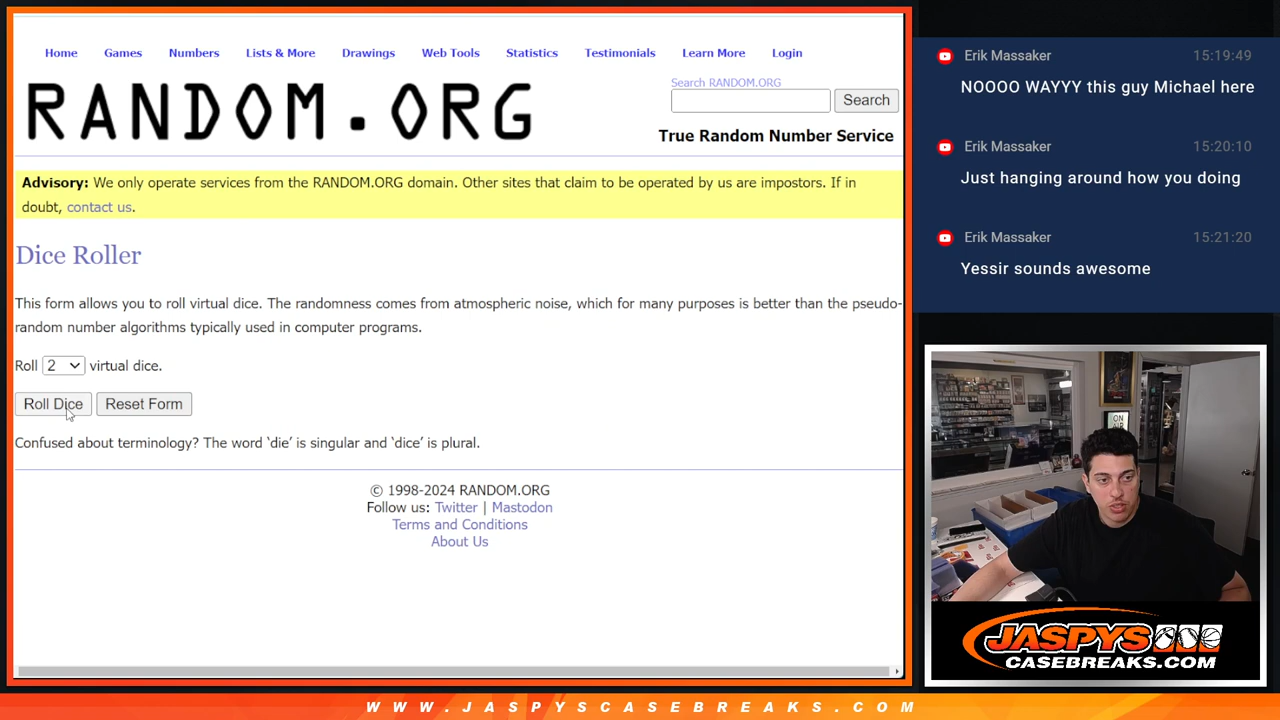 Home Games Numbers Lists & More Drawings Web Tools Statistics Testimonials Learn More Login
RANDOM.ORG
Search RANDOM.ORG
Search
True Random Number Service
Advisory: We only operate services from the RANDOM.ORG domain. Other sites that claim to be operated by us are impostors. If in
doubt, contact us.
Dice Roller
This form allows you to roll virtual dice. The randomness comes from atmospheric noise, which for many purposes is better than the pseudo-
random number algorithms typically used in computer programs.
Roll 2 virtual dice.
Roll Dice Reset Form
Confused about terminology? The word ‘die’ is singular and ‘dice’ is plural.
© 1998-2024 RANDOM.ORG
Follow us: Twitter | Mastodon
Terms and Conditions
About Us
Erik Massaker 15:19:49
NOOOO WAYYY this guy Michael here
Erik Massaker 15:20:10
Just hanging around how you doing
Erik Massaker 15:21:20
Yessir sounds awesome
ON
AIR
JASPYS
CASEBREAKS.COM
WWW.JASPYSCASEBREAKS.COM